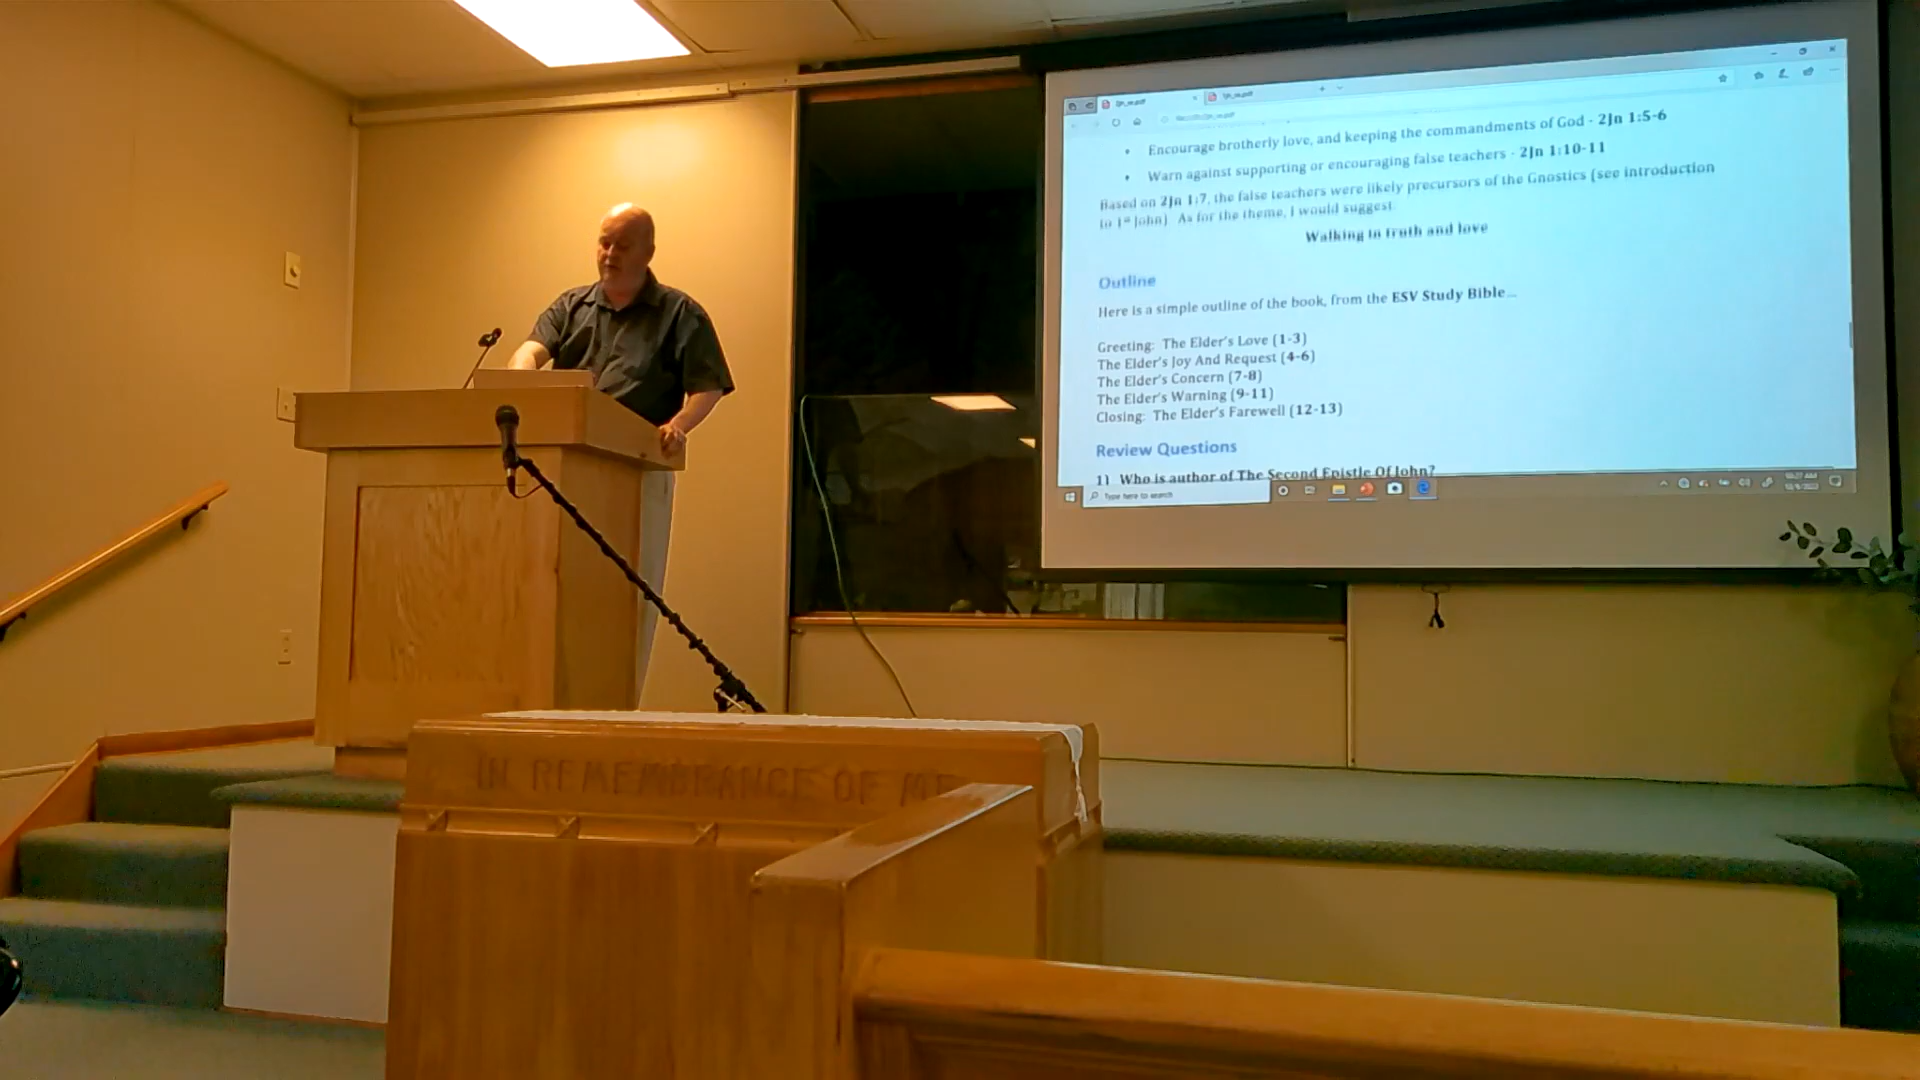 • Encourage brotherly love, and keeping the commandments of God - 2Jn 1:5-6
• Warn against supporting or encouraging false teachers - 2Jn 1:10-11
Based on 2Jn 1:7, the false teachers were likely precursors of the Gnostics (see introduction
to 1st John) As for the theme, I would suggest
Walking in truth and love
Outline
Here is a simple outline of the book, from the ESV Study Bible...
Greeting: The Elder's Love (1-3)
The Elder's Joy And Request (4-6)
The Elder's Concern (7-8)
The Elder's Warning (9-11)
Closing: The Elder's Farewell (12-13)
Review Questions
1) Who is author of The Second Epistle Of John?
Type here to search
IN REMEMBRANCE OF ME